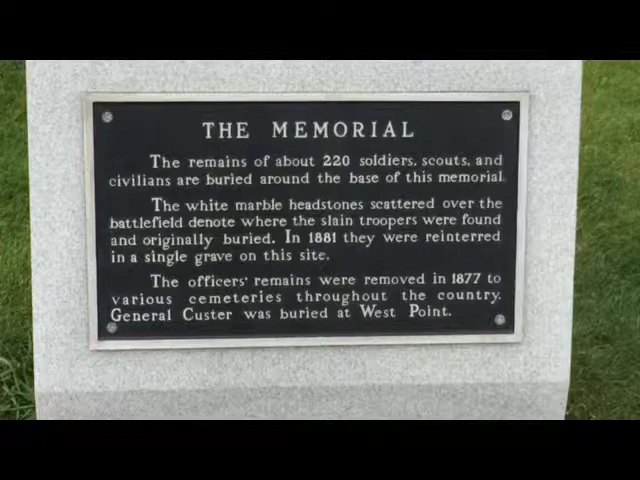 THE MEMORIAL
The remains of about 220 soldiers, scouts, and
civilians are buried around the base of this memorial.
The white marble headstones scattered over the
battlefield denote where the slain troopers were found
and originally buried. In 1881 they were reinterred
in a single grave on this site.
The officers' remains were removed in 1877 to
various cemeteries throughout the country.
General Custer was buried at West Point.